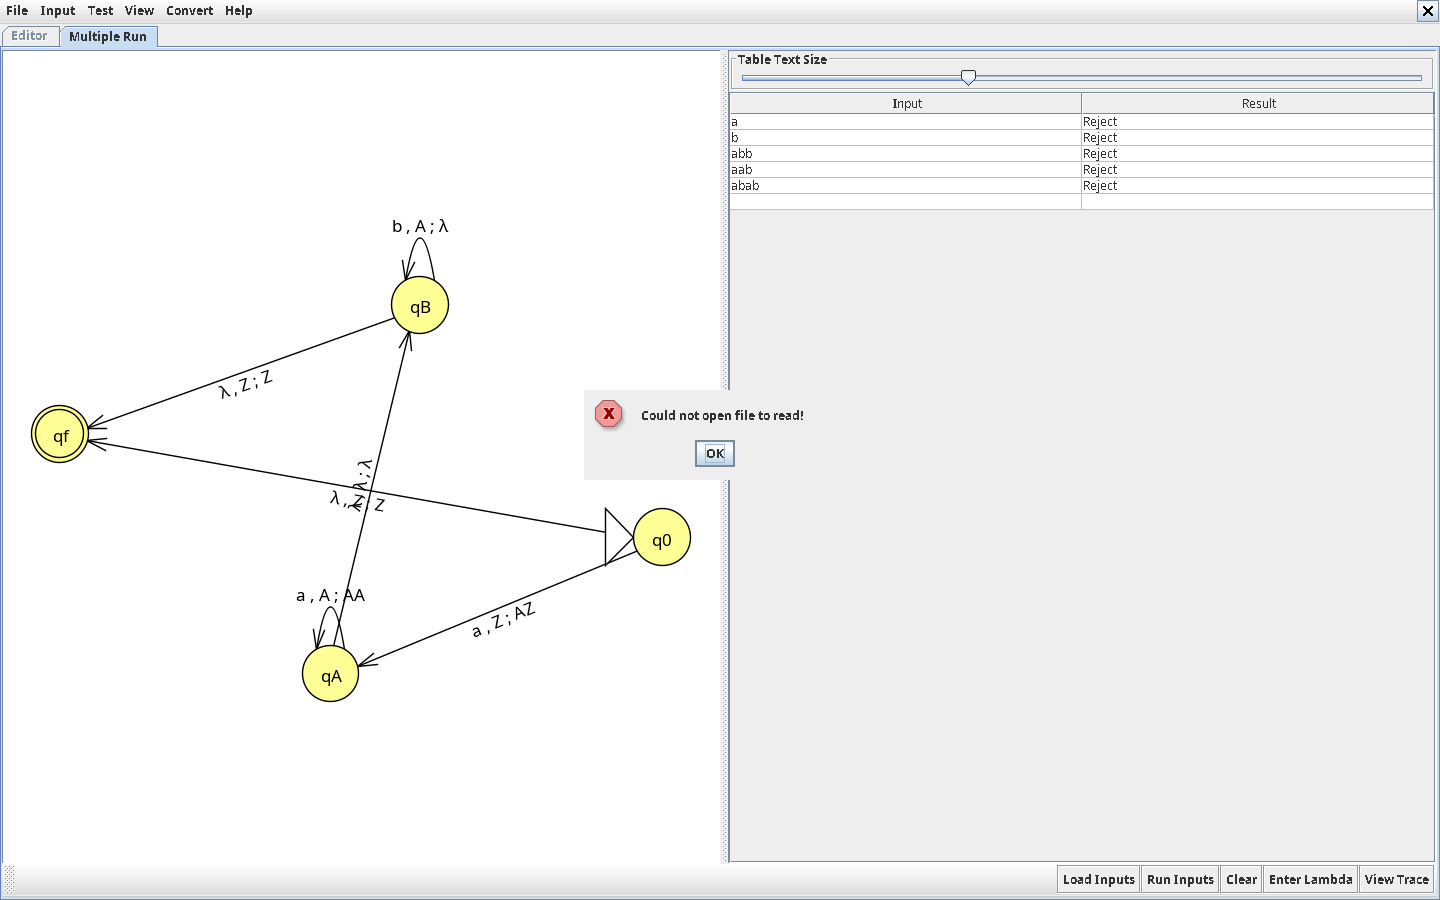 File Input Test View Convert Help
Editor Multiple Run
Table Text Size
Input Result
a Reject
b Reject
abb Reject
aab Reject
abab Reject
b , A ; λ
qB
λ , Z ; Z
qf
λ , λ ; λ
λ , Z ; Z
q0
a , A ; AA
a , Z ; AZ
qA
X Could not open file to read!
OK
Load Inputs Run Inputs Clear Enter Lambda View Trace